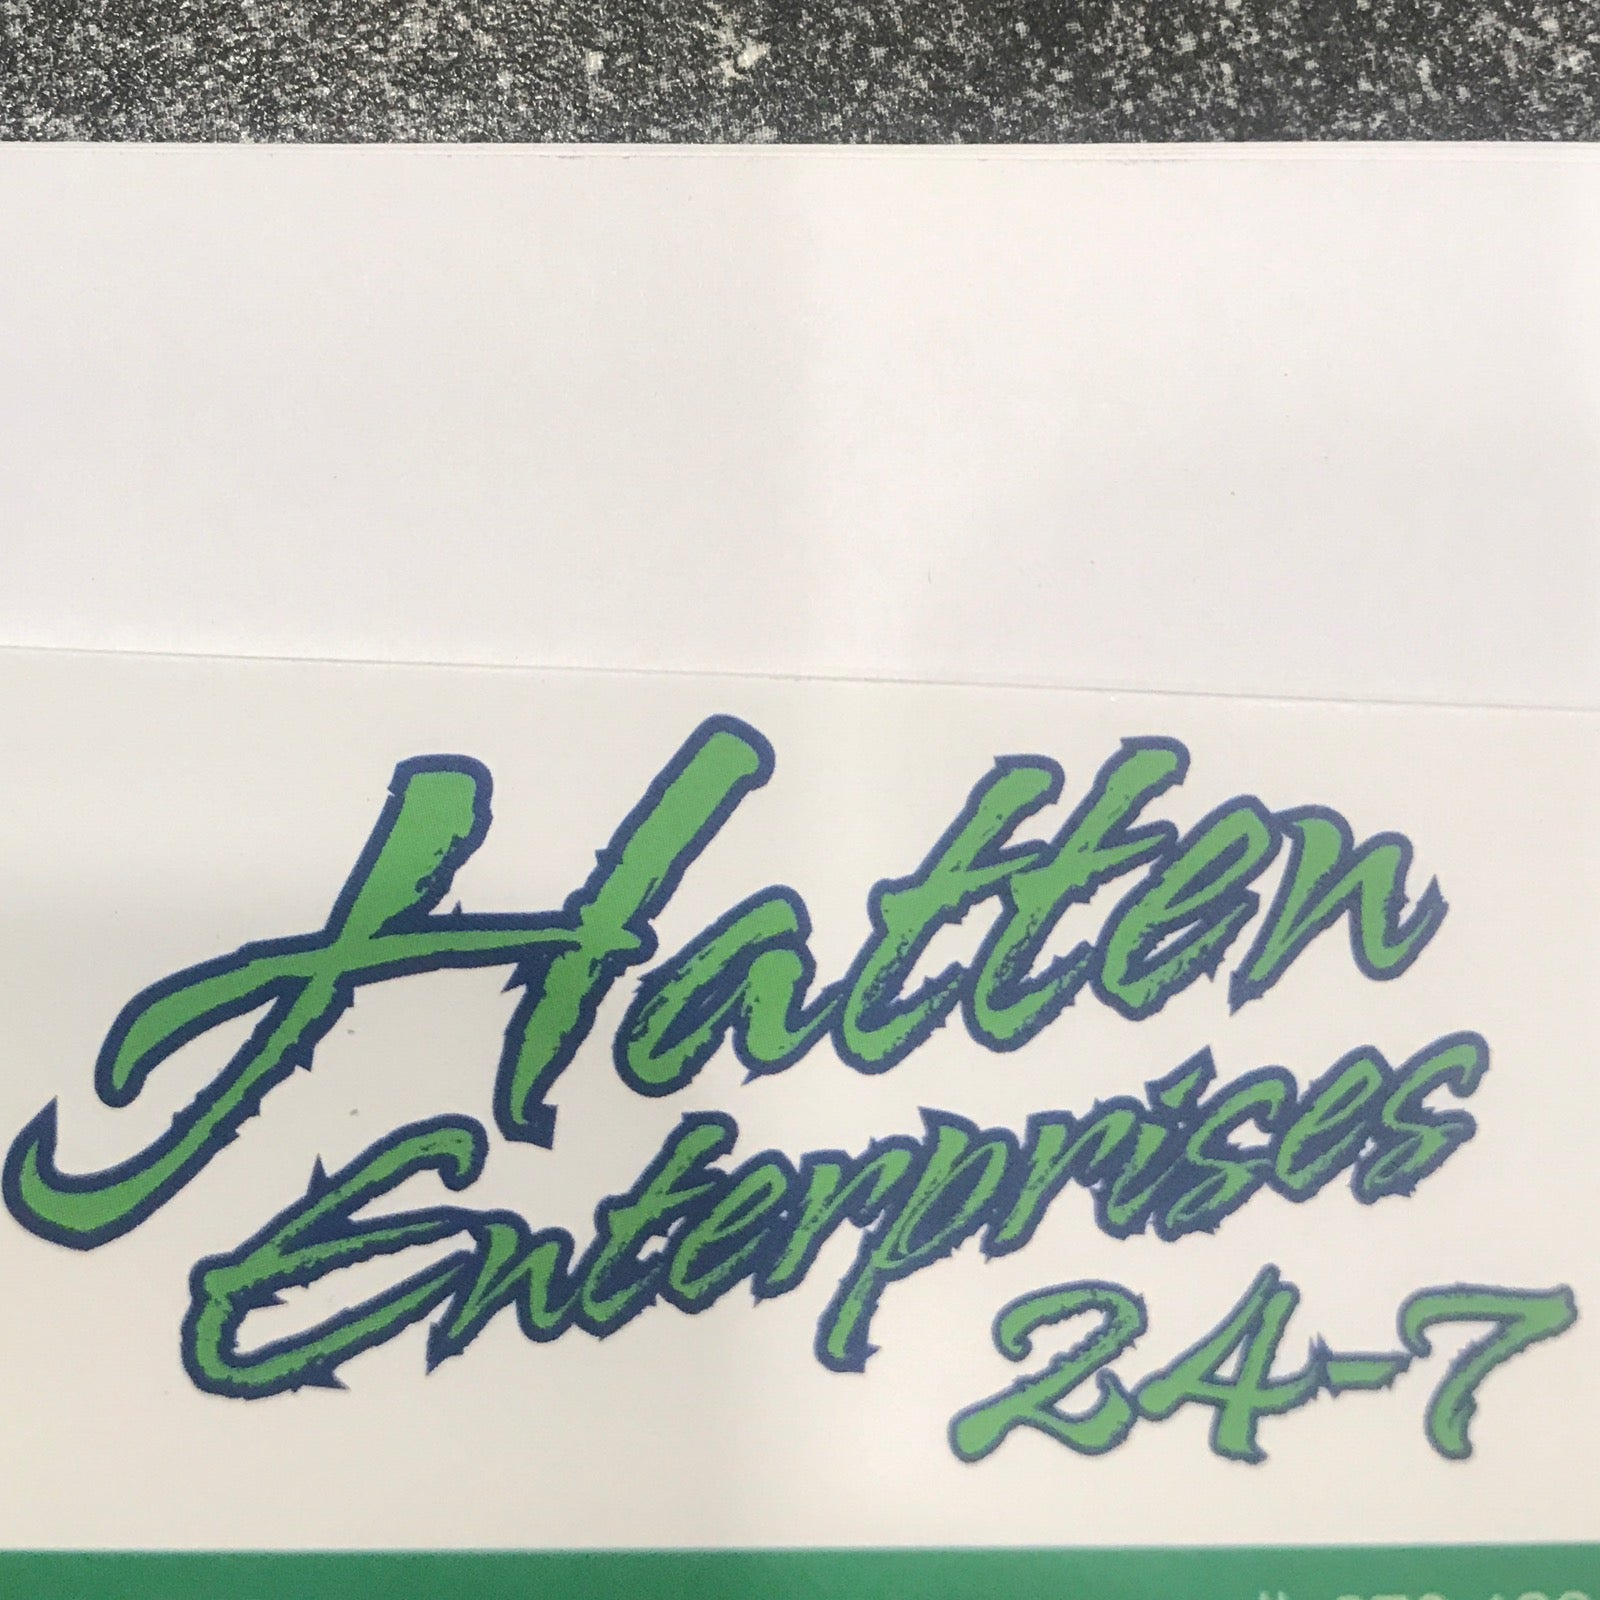 Hatten
Enterprises
24-7